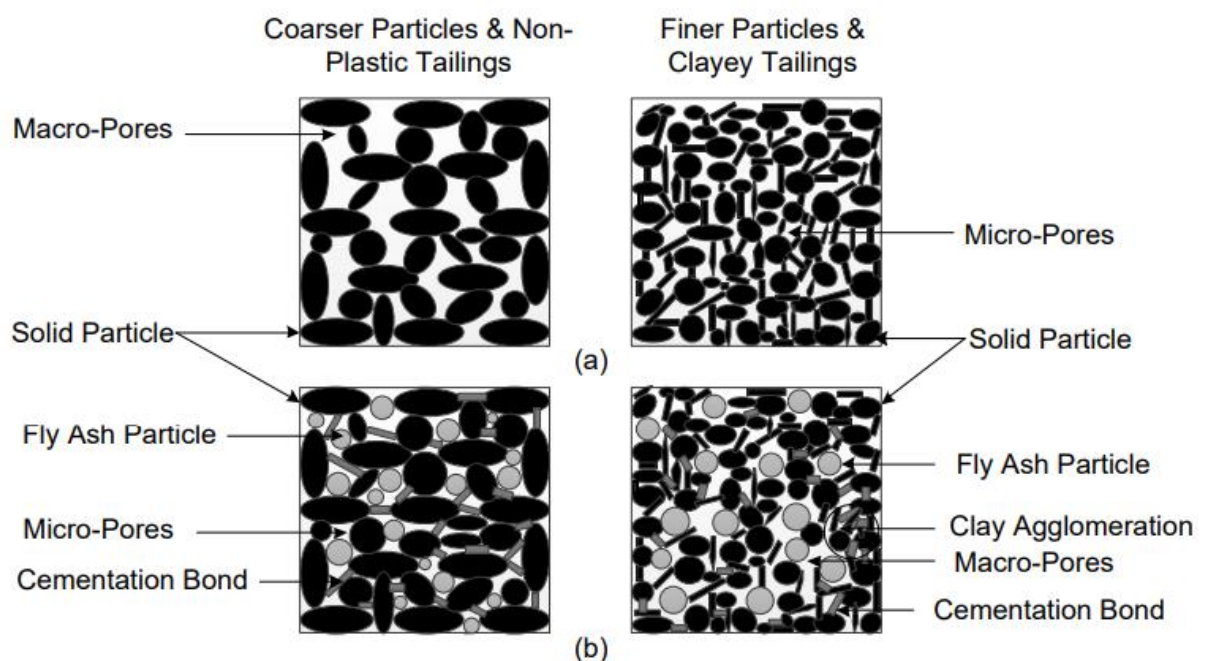 Coarser Particles & Non-
Plastic Tailings
Finer Particles &
Clayey Tailings
Macro-Pores
Micro-Pores
Solid Particle
Solid Particle
(a)
Fly Ash Particle
Fly Ash Particle
Micro-Pores
Clay Agglomeration
Macro-Pores
Cementation Bond
Cementation Bond
(b)